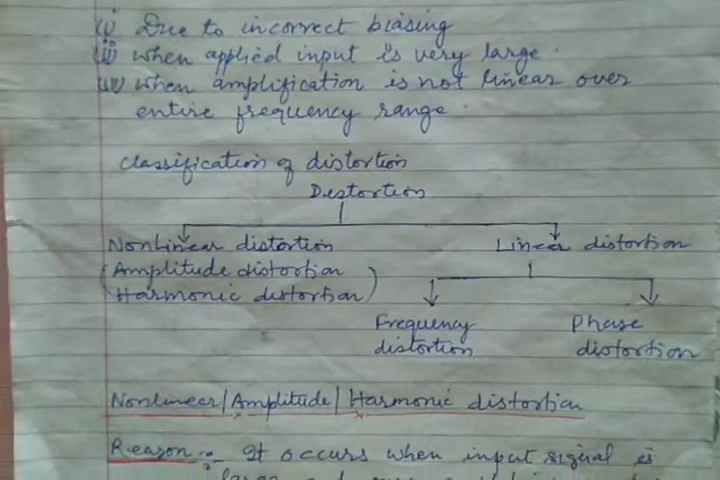 (i) Due to incorrect biasing
(ii) when applied input is very large.
(iii) when amplification is not linear over
entire frequency range.
Classification of distortion
Distortion
Nonlinear distortion
Linear distortion
(Amplitude distortion
Harmonic distortion)
Frequency distortion
Phase distortion
Nonlinear/Amplitude/Harmonic distortion
Reason:- It occurs when input signal is
large and